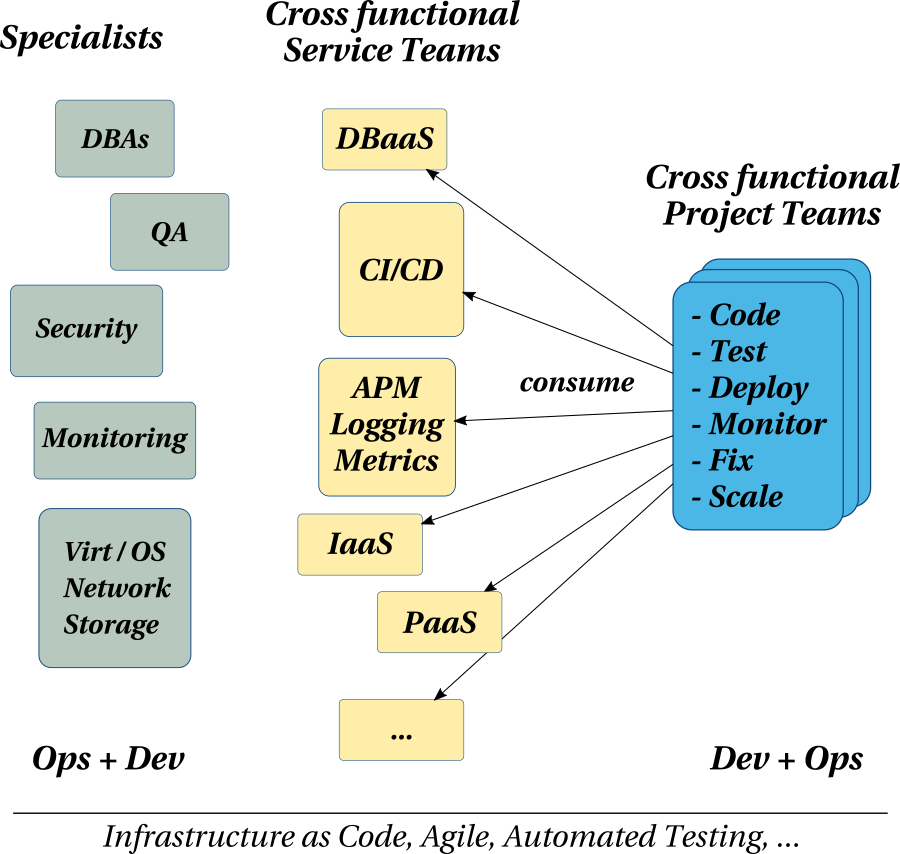 Specialists
Cross functional
Service Teams
DBAs
QA
Security
Monitoring
Virt / OS
Network
Storage
DBaaS
CI/CD
APM
Logging
Metrics
IaaS
PaaS
...
consume
Cross functional
Project Teams
- Code
- Test
- Deploy
- Monitor
- Fix
- Scale
Ops + Dev
Dev + Ops
Infrastructure as Code, Agile, Automated Testing, ...